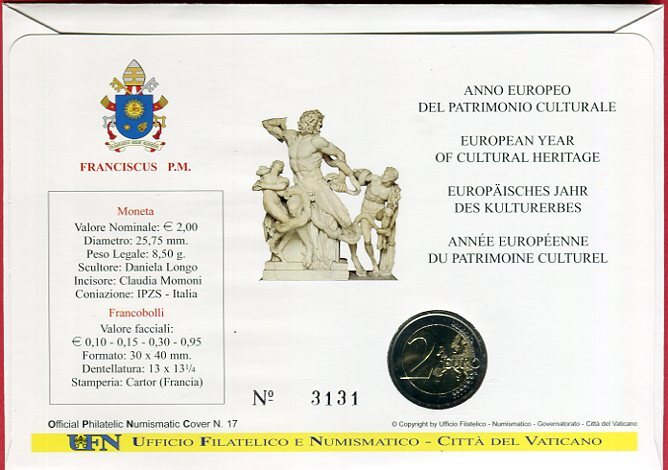 FRANCISCUS P.M.
Moneta
Valore Nominale: € 2,00
Diametro: 25,75 mm.
Peso Legale: 8,50 g.
Scultore: Daniela Longo
Incisore: Claudia Momoni
Coniazione: IPZS - Italia
Francobolli
Valore facciali:
€ 0,10 - 0,15 - 0,30 - 0,95
Formato: 30 x 40 mm.
Dentellatura: 13 x 13¼
Stamperia: Cartor (Francia)
ANNO EUROPEO
DEL PATRIMONIO CULTURALE
EUROPEAN YEAR
OF CULTURAL HERITAGE
EUROPÄISCHES JAHR
DES KULTURERBES
ANNÉE EUROPÉENNE
DU PATRIMOINE CULTUREL
2
Nº 3131
Official Philatelic Numismatic Cover N. 17
© Copyright by Ufficio Filatelico - Numismatico - Governatorato - Città del Vaticano
UFN UFFICIO FILATELICO E NUMISMATICO - CITTÀ DEL VATICANO